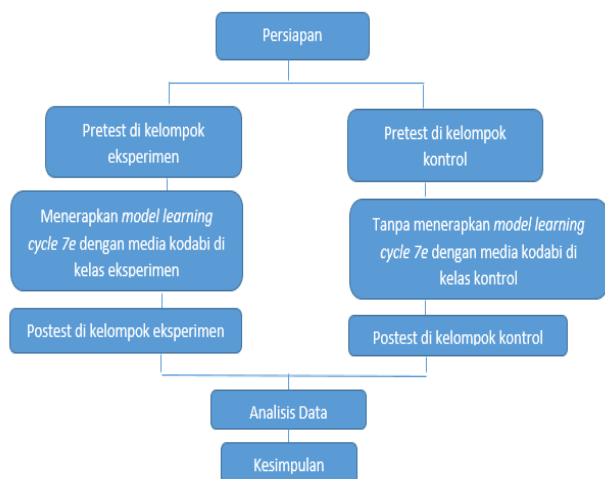 Persiapan
Pretest di kelompok
eksperimen
Pretest di kelompok
kontrol
Menerapkan model learning
cycle 7e dengan media kodabi di
kelas eksperimen
Tanpa menerapkan model learning
cycle 7e dengan media kodabi di
kelas kontrol
Postest di kelompok eksperimen
Postest di kelompok kontrol
Analisis Data
Kesimpulan